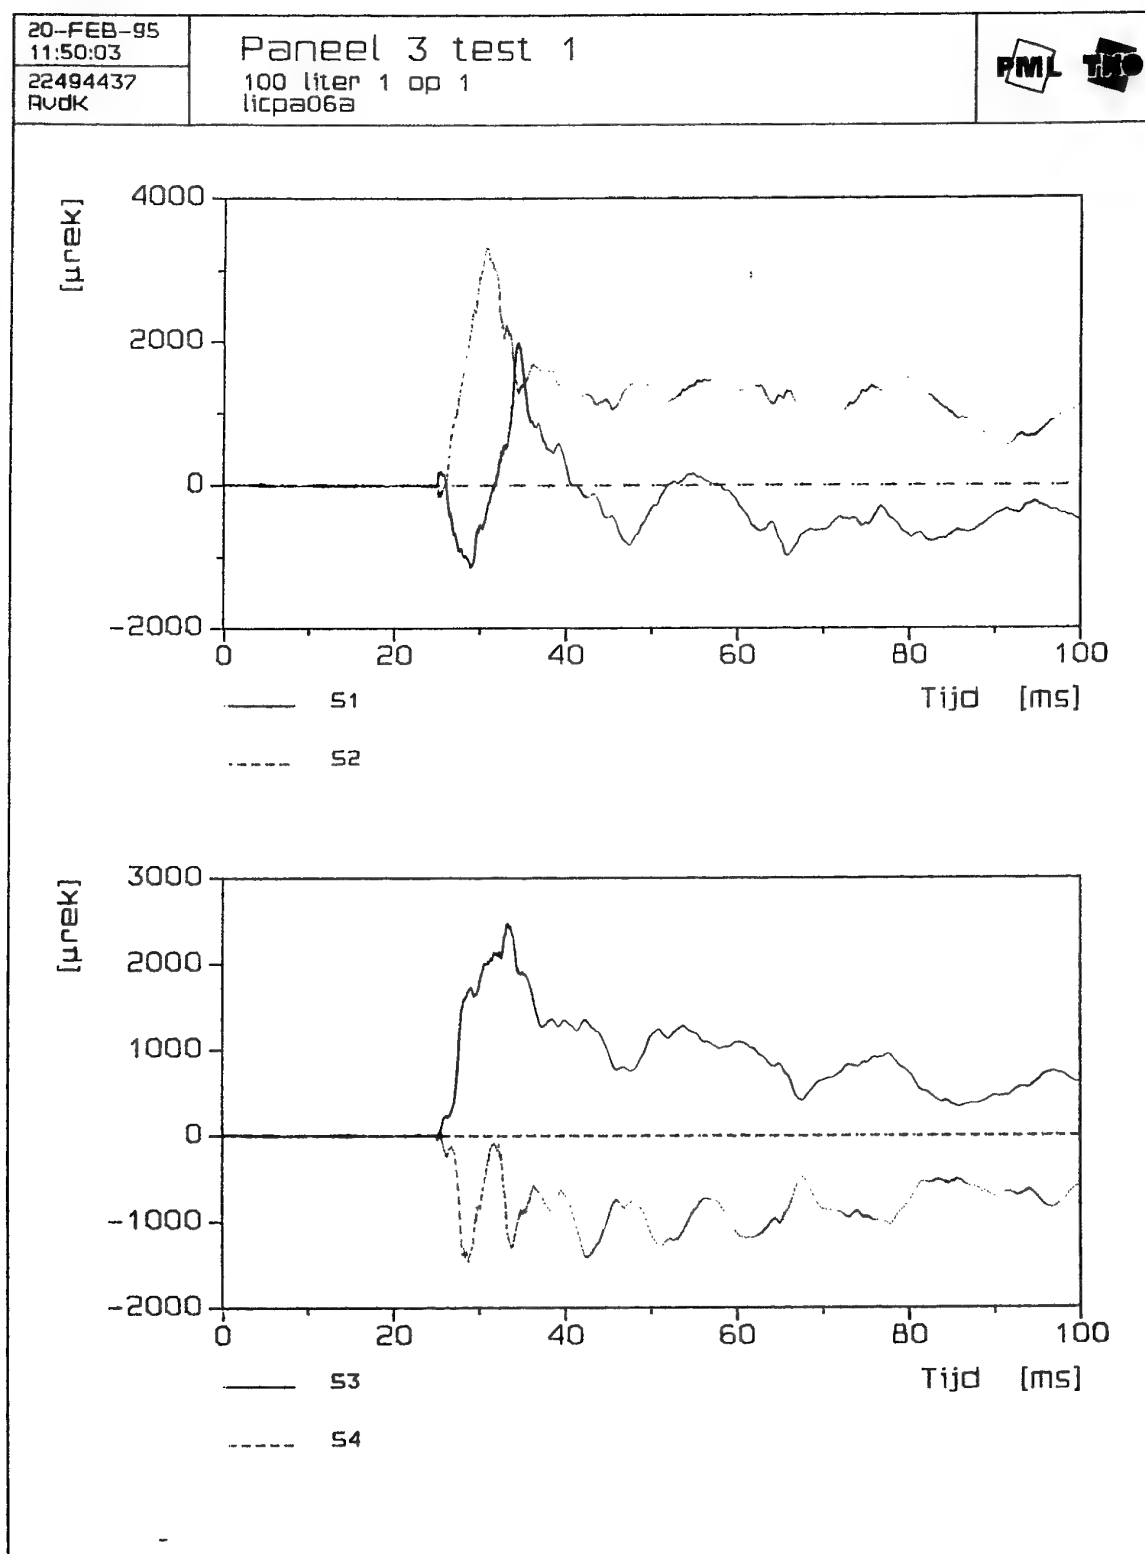 20-FEB-95
11:50:03
22494437
AvdK
Paneel 3 test 1
100 liter 1 op 1
licpa06a
PML TNO
[µrek]
4000
2000
0
-2000
0 20 40 60 80 100
Tijd [ms]
S1
S2
[µrek]
3000
2000
1000
0
-1000
-2000
0 20 40 60 80 100
Tijd [ms]
S3
S4